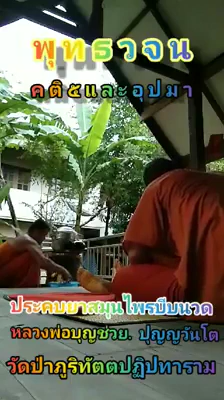 พุทธวจน
คติ๕และอุปมา
ประคบยาสมุนไพรบีบนวด
หลวงพ่อบุญช่วย. ปุญญวันโต
วัดป่าภูริทัตตปฏิปทาราม